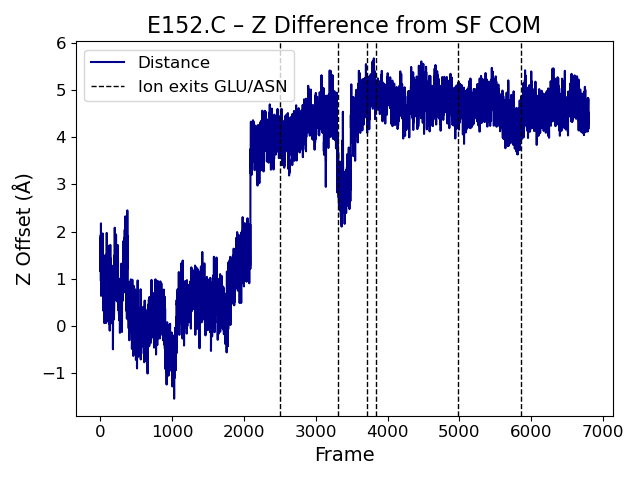 E152.C – Z Difference from SF COM
Distance
Ion exits GLU/ASN
Z Offset (Å)
6
5
4
3
2
1
0
−1
0 1000 2000 3000 4000 5000 6000 7000
Frame